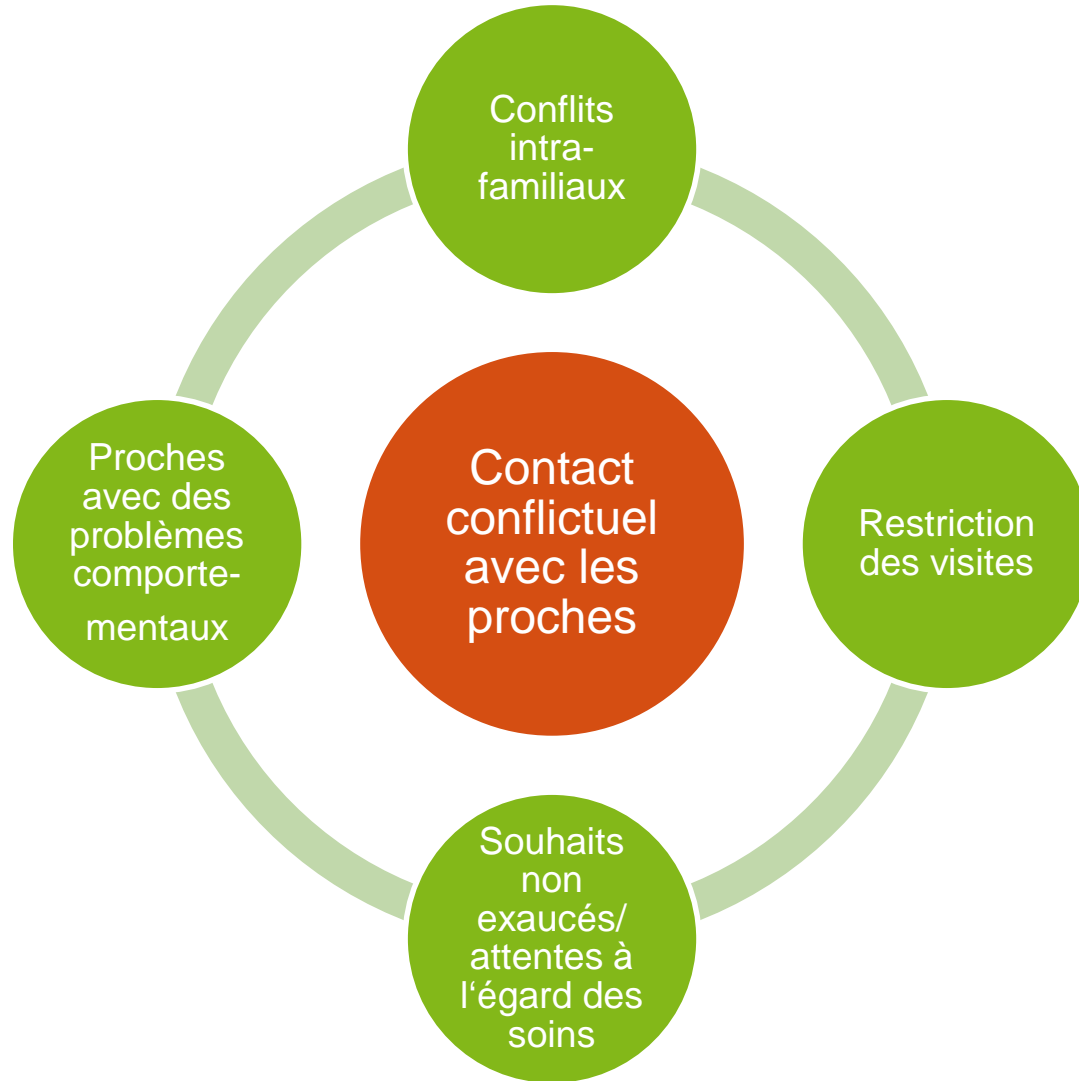 Conflits
intra-
familiaux
Proches
avec des
problèmes
comporte-
mentaux
Contact
conflictuel
avec les
proches
Restriction
des visites
Souhaits
non
exaucés/
attentes à
l‘égard des
soins